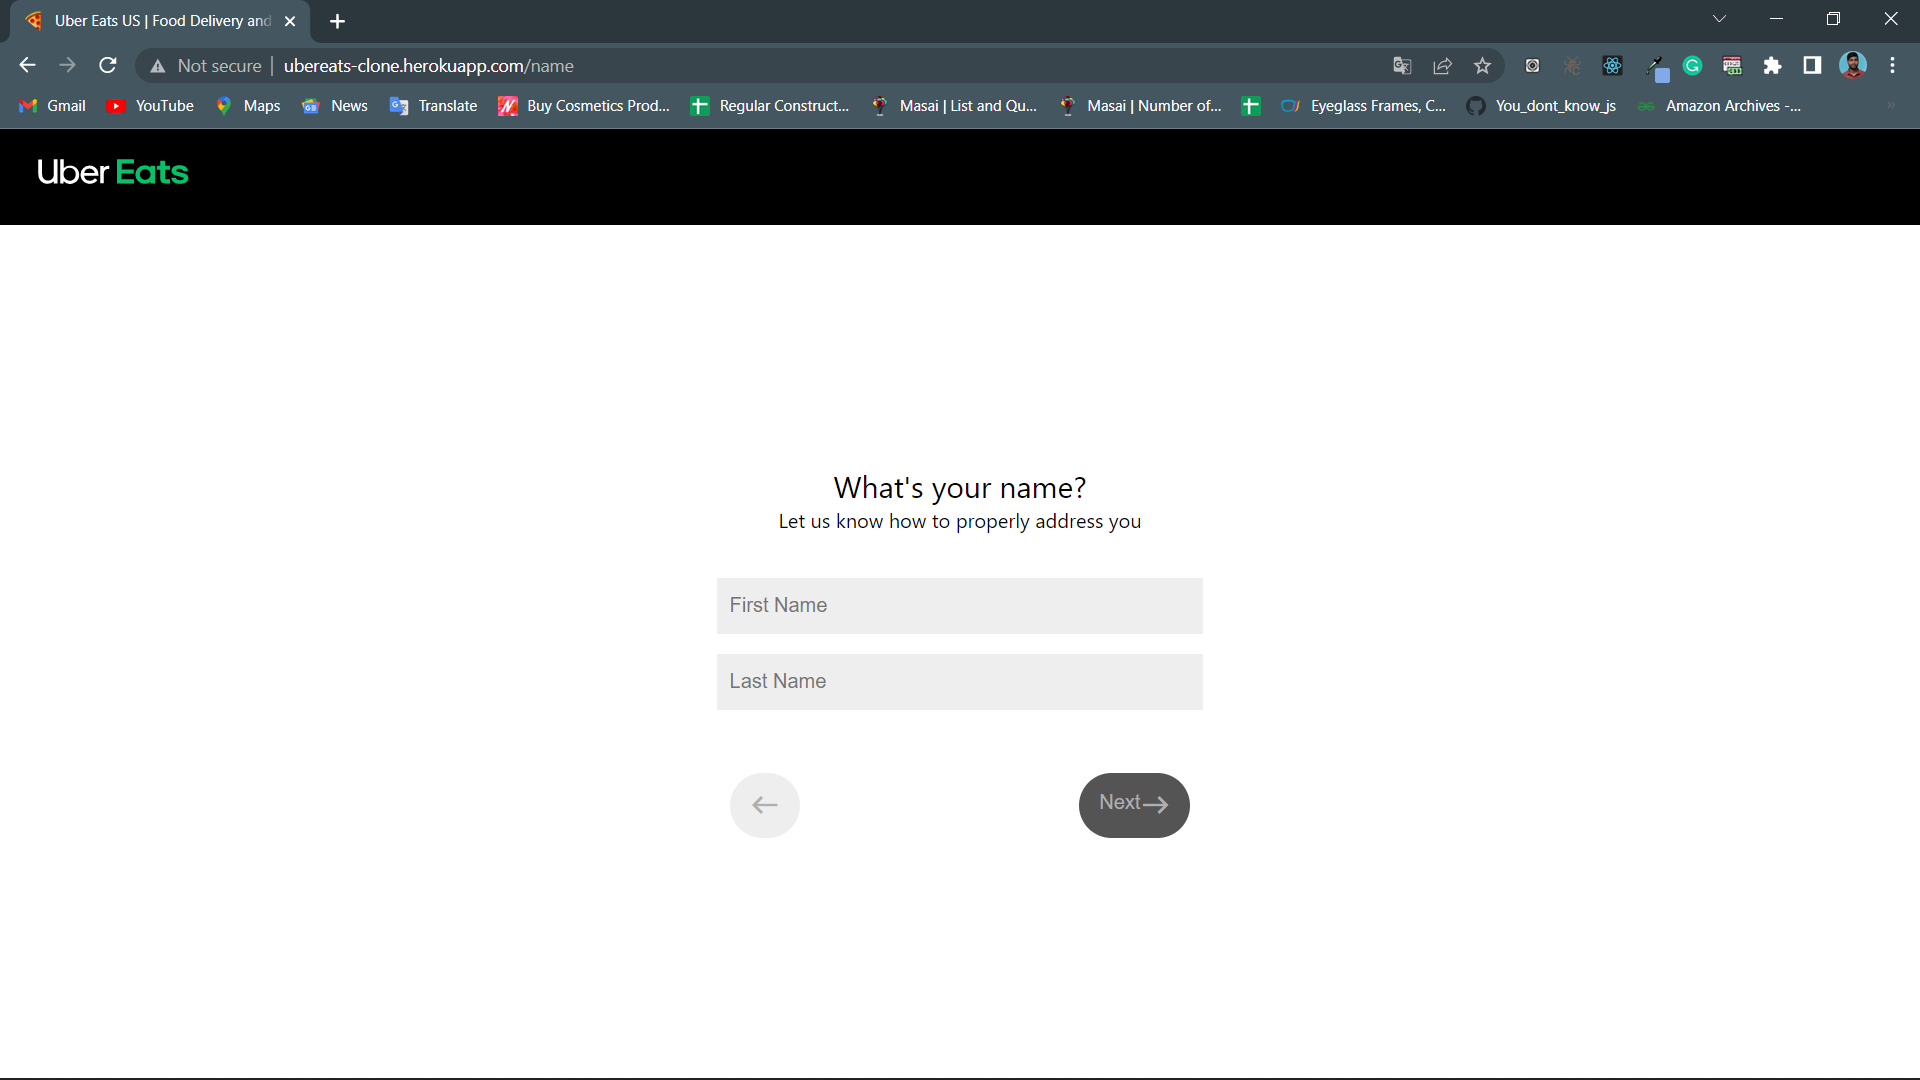 Uber Eats US | Food Delivery and
Not secure | ubereats-clone.herokuapp.com/name
Gmail YouTube Maps News Translate Buy Cosmetics Prod... Regular Construct... Masai | List and Qu... Masai | Number of... Eyeglass Frames, C... You_dont_know_js Amazon Archives -...
Uber Eats
What's your name?
Let us know how to properly address you
First Name
Last Name
Next